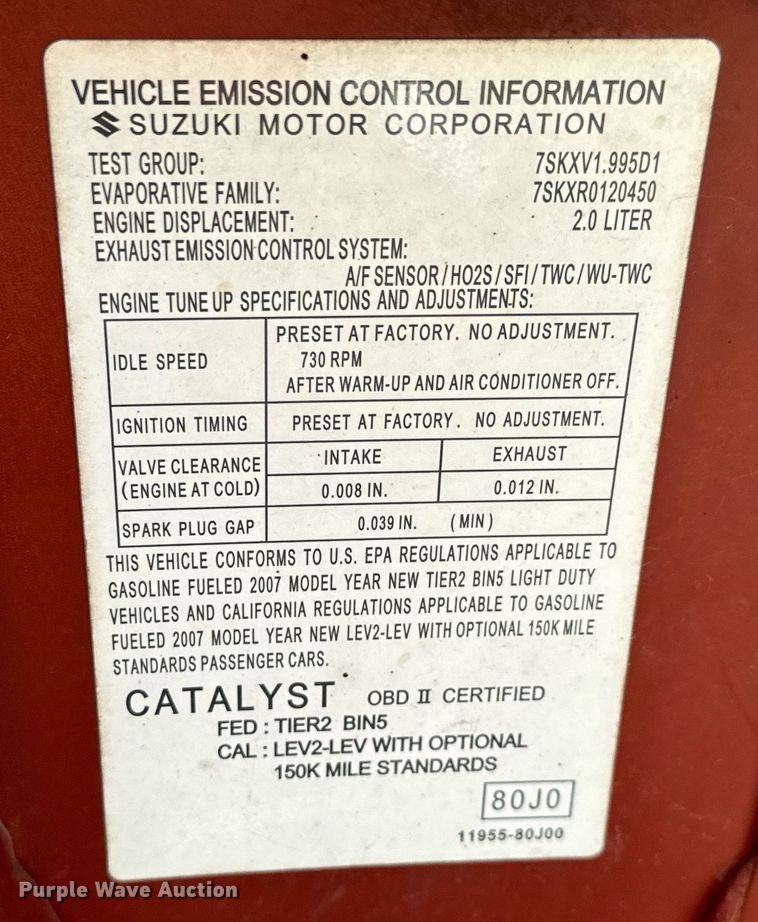 VEHICLE EMISSION CONTROL INFORMATION
SUZUKI MOTOR CORPORATION
TEST GROUP: 7SKXV1.995D1
EVAPORATIVE FAMILY: 7SKXR0120450
ENGINE DISPLACEMENT: 2.0 LITER
EXHAUST EMISSION CONTROL SYSTEM:
A/F SENSOR/HO2S/SFI/TWC/WU-TWC
ENGINE TUNE UP SPECIFICATIONS AND ADJUSTMENTS:
IDLE SPEED
PRESET AT FACTORY. NO ADJUSTMENT.
730 RPM
AFTER WARM-UP AND AIR CONDITIONER OFF.
IGNITION TIMING PRESET AT FACTORY. NO ADJUSTMENT.
VALVE CLEARANCE INTAKE EXHAUST
(ENGINE AT COLD) 0.008 IN. 0.012 IN.
SPARK PLUG GAP 0.039 IN. (MIN)
THIS VEHICLE CONFORMS TO U.S. EPA REGULATIONS APPLICABLE TO
GASOLINE FUELED 2007 MODEL YEAR NEW TIER2 BIN5 LIGHT DUTY
VEHICLES AND CALIFORNIA REGULATIONS APPLICABLE TO GASOLINE
FUELED 2007 MODEL YEAR NEW LEV2-LEV WITH OPTIONAL 150K MILE
STANDARDS PASSENGER CARS.
CATALYST OBD II CERTIFIED
FED : TIER2 BIN5
CAL : LEV2-LEV WITH OPTIONAL
150K MILE STANDARDS
80J0
11955-80J00
Purple Wave Auction